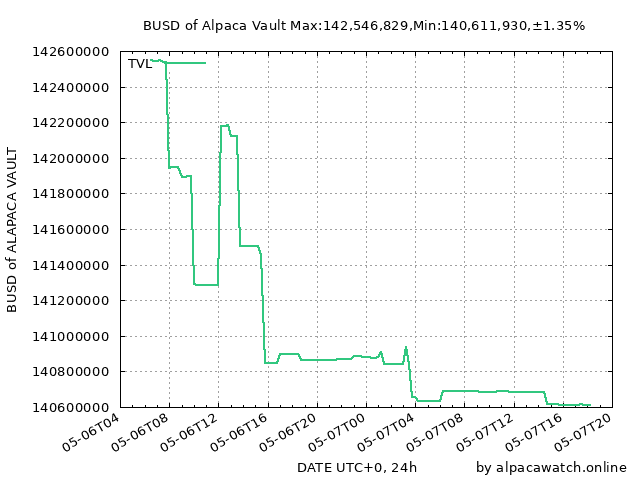 BUSD of Alpaca Vault Max:142,546,829,Min:140,611,930,±1.35%
142600000
142400000
142200000
142000000
141800000
141600000
141400000
141200000
141000000
140800000
140600000
TVL
BUSD of ALAPACA VAULT
05-06T04
05-06T08
05-06T12
05-06T16
05-06T20
05-07T00
05-07T04
05-07T08
05-07T12
05-07T16
05-07T20
DATE UTC+0, 24h
by alpacawatch.online